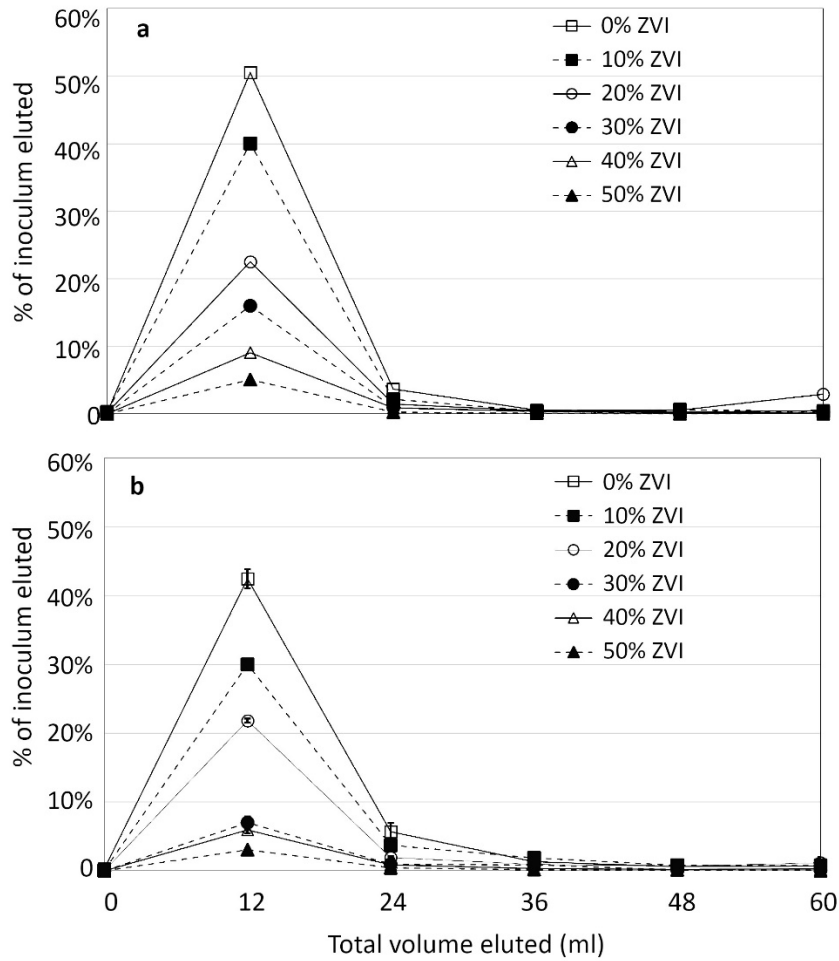 60%
a
0% ZVI
10% ZVI
20% ZVI
30% ZVI
40% ZVI
50% ZVI
50%
40%
30%
20%
10%
0
% of inoculum eluted
60%
b
0% ZVI
10% ZVI
20% ZVI
30% ZVI
40% ZVI
50% ZVI
50%
40%
30%
20%
10%
0
% of inoculum eluted
0 12 24 36 48 60
Total volume eluted (ml)